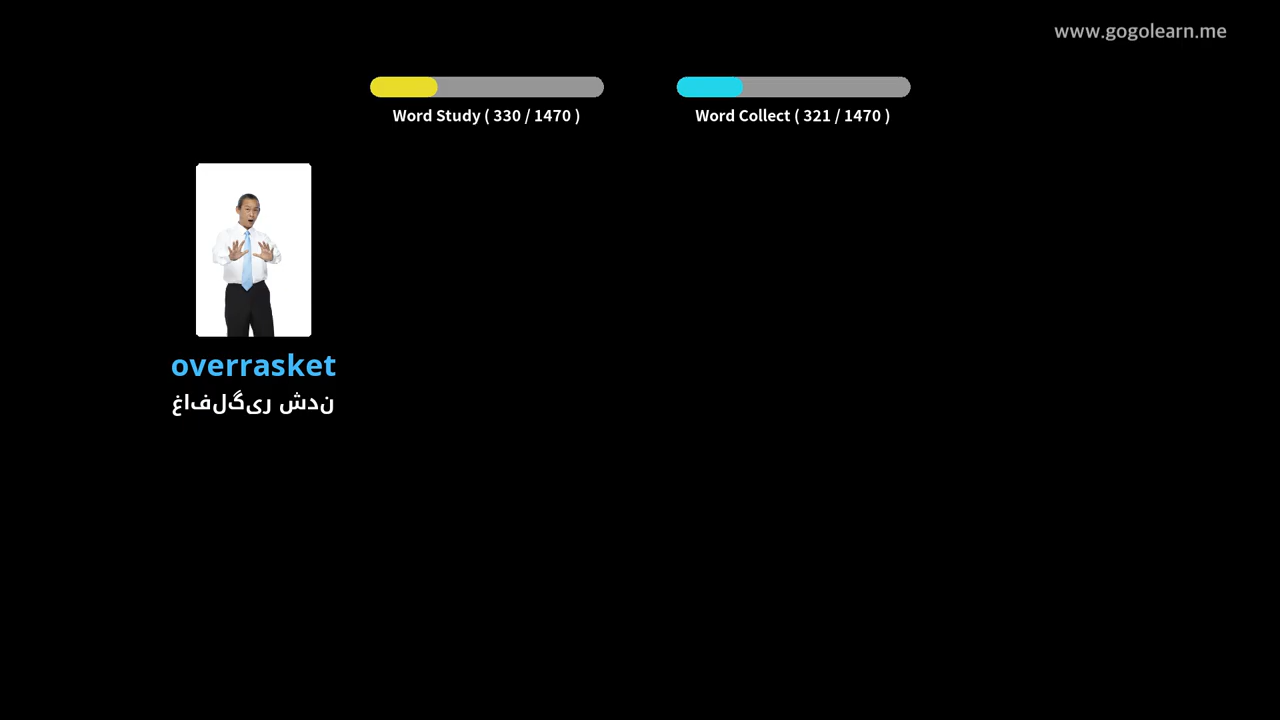 www.gogolearn.me
Word Study ( 330 / 1470 )
Word Collect ( 321 / 1470 )
overrasket
غافلگیر شدن